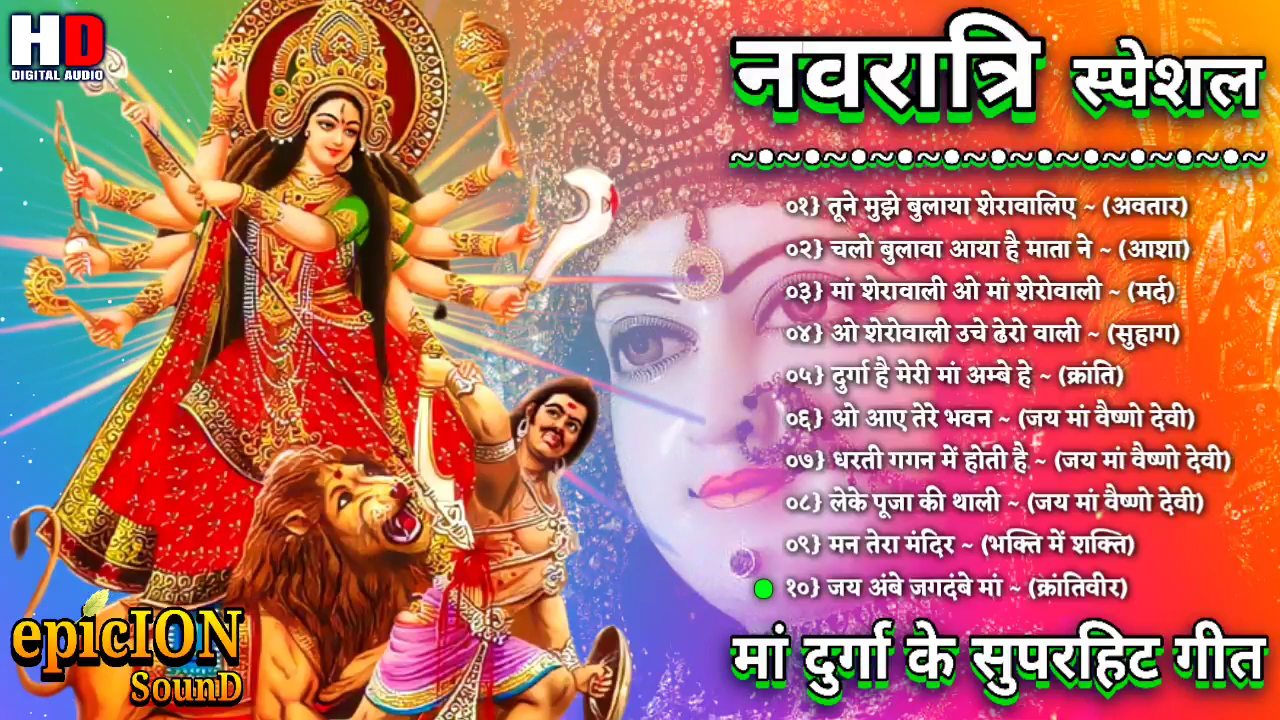 HD
DIGITAL AUDIO
नवरात्रि स्पेशल
०१} तूने मुझे बुलाया शेरावालिए ~ (अवतार)
०२} चलो बुलावा आया है माता ने ~ (आशा)
०३} मां शेरावाली ओ मां शेरोवाली ~ (मर्द)
०४} ओ शेरोवाली उचे ढेरो वाली ~ (सुहाग)
०५} दुर्गा है मेरी मां अम्बे हे ~ (क्रांति)
०६} ओ आए तेरे भवन ~ (जय मां वैष्णो देवी)
०७} धरती गगन में होती है ~ (जय मां वैष्णो देवी)
०८} लेके पूजा की थाली ~ (जय मां वैष्णो देवी)
०९} मन तेरा मंदिर ~ (भक्ति में शक्ति)
१०} जय अंबे जगदंबे मां ~ (क्रांतिवीर)
मां दुर्गा के सुपरहिट गीत
epicION
SounD